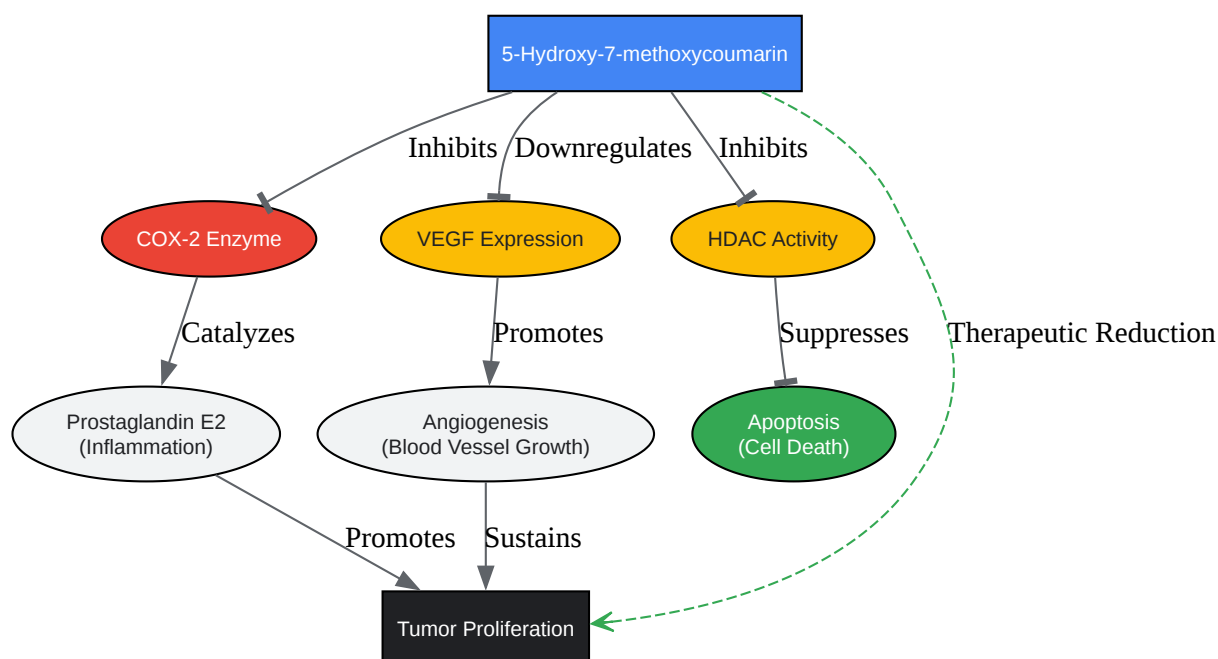 5-Hydroxy-7-methoxycoumarin
Inhibits
Downregulates
Inhibits
COX-2 Enzyme
VEGF Expression
HDAC Activity
Catalyzes
Promotes
Suppresses
Therapeutic Reduction
Prostaglandin E2
(Inflammation)
Angiogenesis
(Blood Vessel Growth)
Apoptosis
(Cell Death)
Promotes
Sustains
Tumor Proliferation